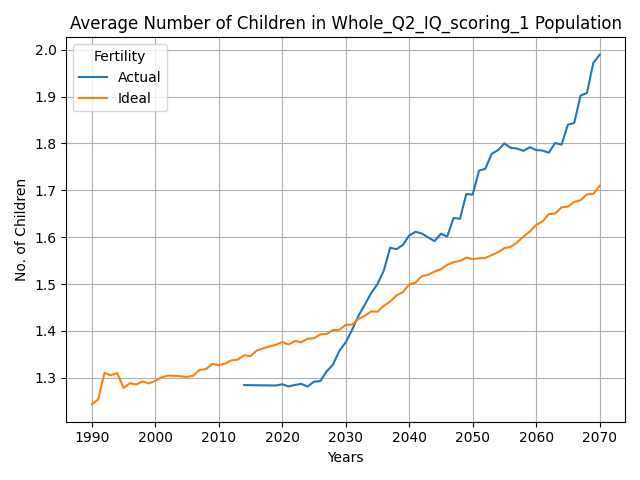 Average Number of Children in Whole_Q2_IQ_scoring_1 Population
Fertility
Actual
Ideal
No. of Children
2.0
1.9
1.8
1.7
1.6
1.5
1.4
1.3
1990 2000 2010 2020 2030 2040 2050 2060 2070
Years